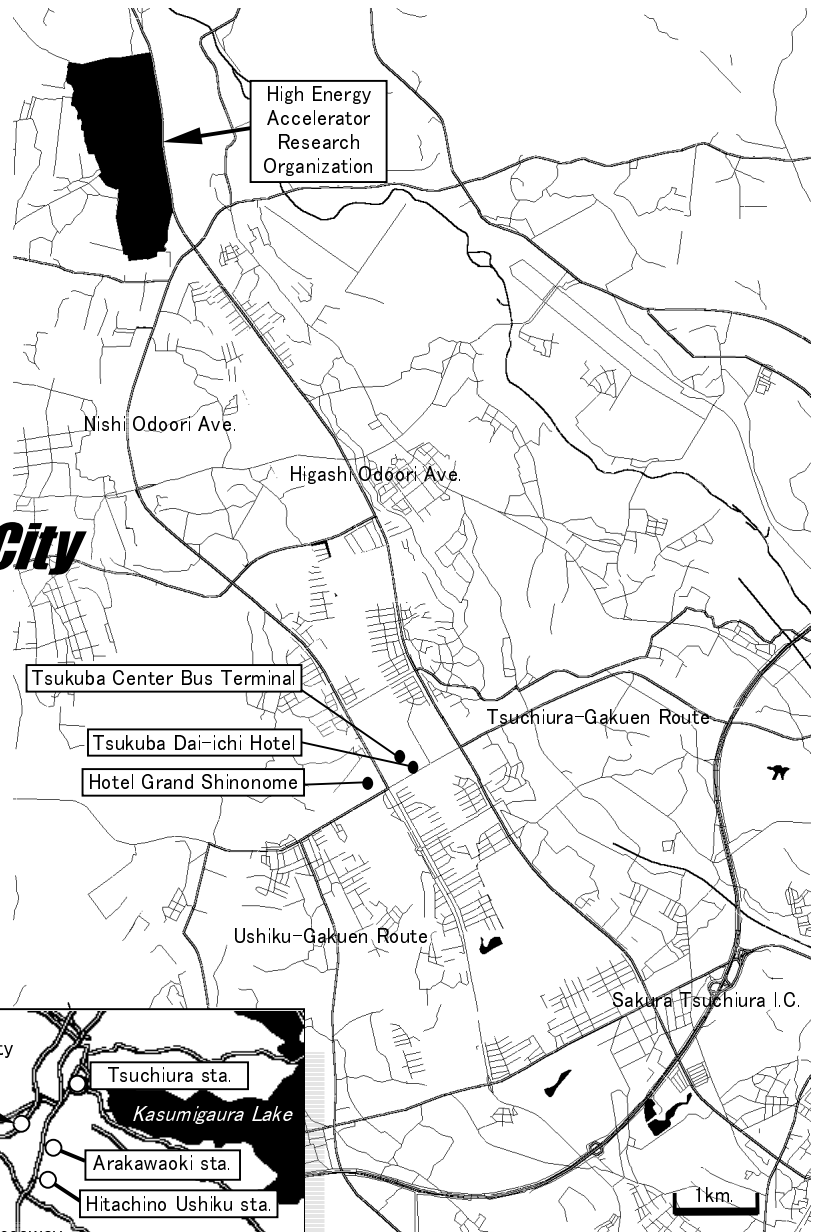 High Energy
Accelerator
Research
Organization
Nishi Odoori Ave.
Higashi Odoori Ave.
City
Tsukuba Center Bus Terminal
Tsuchiura-Gakuen Route
Tsukuba Dai-ichi Hotel
Hotel Grand Shinonome
Ushiku-Gakuen Route
Sakura Tsuchiura I.C.
Tsuchiura sta.
Kasumigaura Lake
Arakawaoki sta.
Hitachino Ushiku sta.
1km.